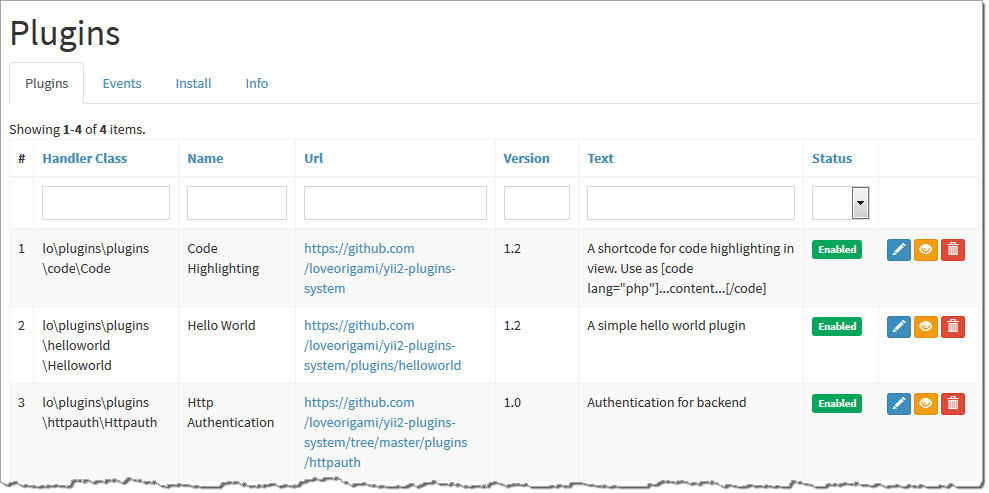 Plugins
Plugins Events Install Info
Showing 1-4 of 4 items.
# Handler Class Name Url Version Text Status
1 lo\plugins\plugins Code https://github.com 1.2 A shortcode for code highlighting in Enabled
\code\Code Highlighting /loveorigami/yii2-plugins- view. Use as [code
system lang="php"]...content...[/code]
2 lo\plugins\plugins Hello World https://github.com 1.2 A simple hello world plugin Enabled
\helloworld /loveorigami/yii2-plugins-
\Helloworld system/plugins/helloworld
3 lo\plugins\plugins Http https://github.com 1.0 Authentication for backend Enabled
\httpauth\Httpauth Authentication /loveorigami/yii2-plugins-
system/tree/master/plugins
/httpauth